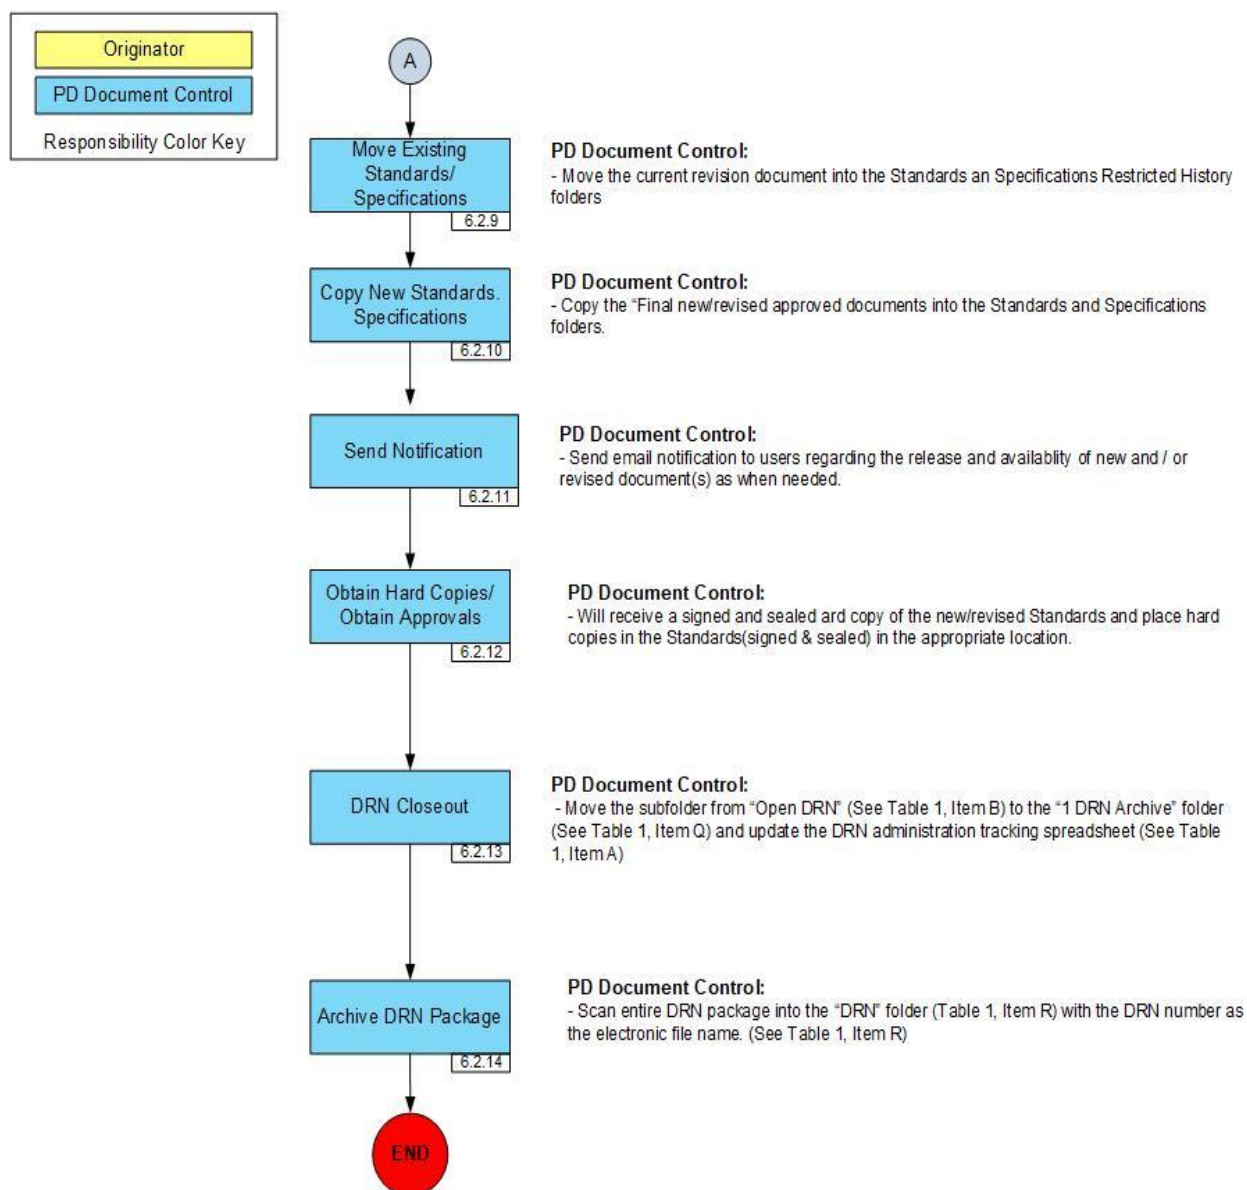 Originator
PD Document Control
Responsibility Color Key
A
Move Existing
Standards/
Specifications
6.2.9
PD Document Control:
- Move the current revision document into the Standards an Specifications Restricted History
folders
Copy New Standards.
Specifications
6.2.10
PD Document Control:
- Copy the “Final new/revised approved documents into the Standards and Specifications
folders.
Send Notification
6.2.11
PD Document Control:
- Send email notification to users regarding the release and availablity of new and / or
revised document(s) as when needed.
Obtain Hard Copies/
Obtain Approvals
6.2.12
PD Document Control:
- Will receive a signed and sealed ard copy of the new/revised Standards and place hard
copies in the Standards(signed & sealed) in the appropriate location.
DRN Closeout
6.2.13
PD Document Control:
- Move the subfolder from “Open DRN” (See Table 1, Item B) to the “1 DRN Archive” folder
(See Table 1, Item Q) and update the DRN administration tracking spreadsheet (See Table
1, Item A)
Archive DRN Package
6.2.14
PD Document Control:
- Scan entire DRN package into the “DRN” folder (Table 1, Item R) with the DRN number as
the electronic file name. (See Table 1, Item R)
END